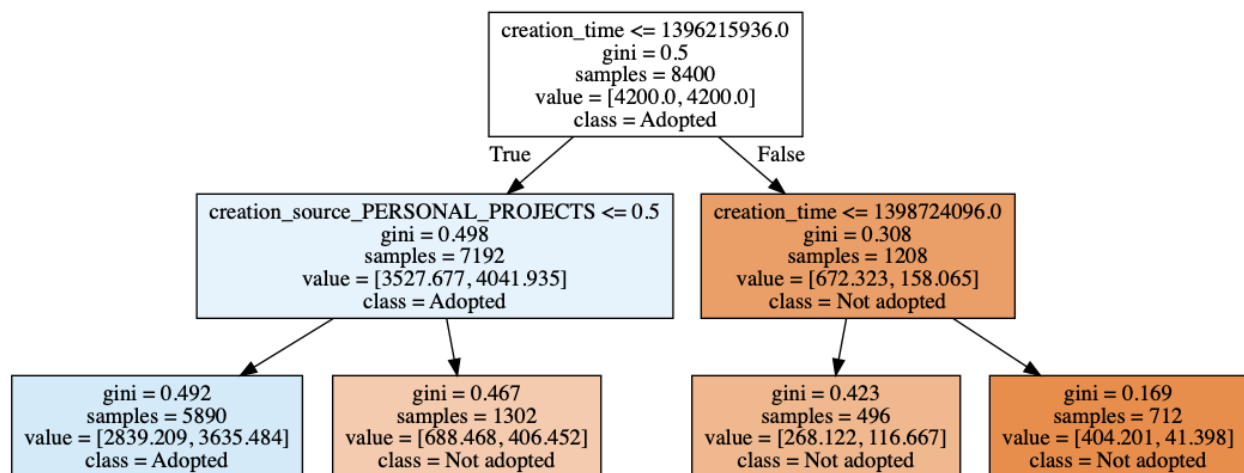 creation_time <= 1396215936.0
gini = 0.5
samples = 8400
value = [4200.0, 4200.0]
class = Adopted
True
False
creation_source_PERSONAL_PROJECTS <= 0.5
gini = 0.498
samples = 7192
value = [3527.677, 4041.935]
class = Adopted
creation_time <= 1398724096.0
gini = 0.308
samples = 1208
value = [672.323, 158.065]
class = Not adopted
gini = 0.492
samples = 5890
value = [2839.209, 3635.484]
class = Adopted
gini = 0.467
samples = 1302
value = [688.468, 406.452]
class = Not adopted
gini = 0.423
samples = 496
value = [268.122, 116.667]
class = Not adopted
gini = 0.169
samples = 712
value = [404.201, 41.398]
class = Not adopted